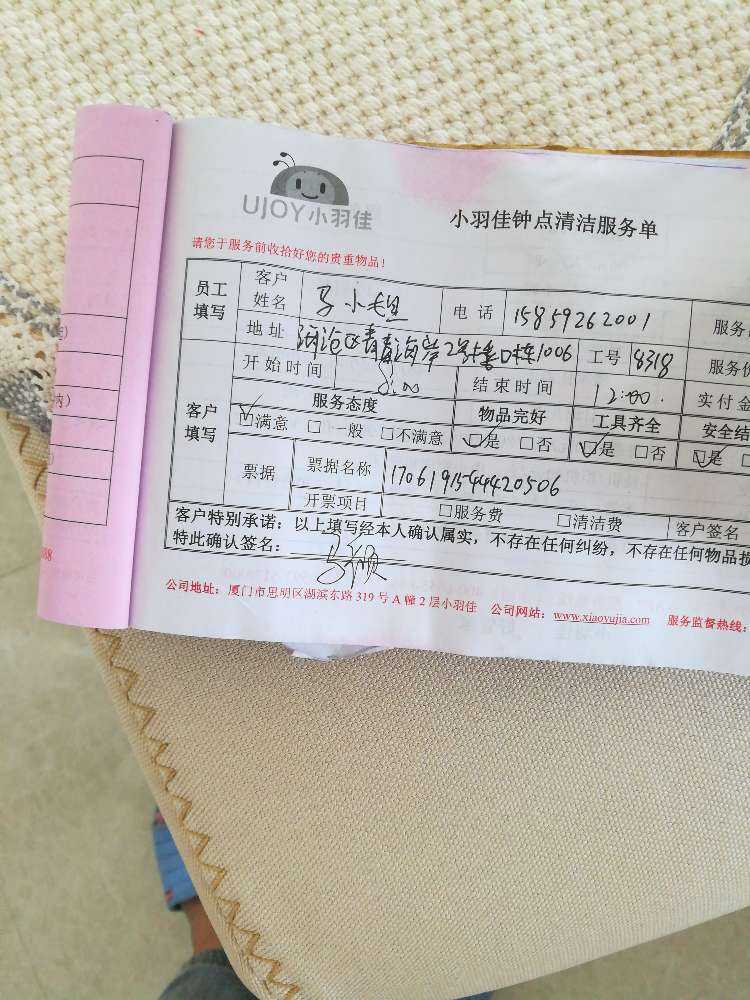 UJOY小羽佳
小羽佳钟点清洁服务单
请您于服务前收拾好您的贵重物品!
员工填写 客户姓名 马小姐 电话 15859262001 服务
地址 1006 工号 8318 服务
客户填写 开始时间 8:00 结束时间 12:00 实付金
服务态度 物品完好 工具齐全 安全结
☑满意 □一般 □不满意 ☑是 □否 ☑是 □否 ☑是
票据 票据名称 1706191544420506
开票项目 □服务费 □清洁费 客户签名
客户特别承诺:以上填写经本人确认属实,不存在任何纠纷,不存在任何物品损
特此确认签名:
公司地址:厦门市思明区湖滨东路 319 号 A 幢 2 层小羽佳 公司网站:www.xiaoyujia.com 服务监督热线: